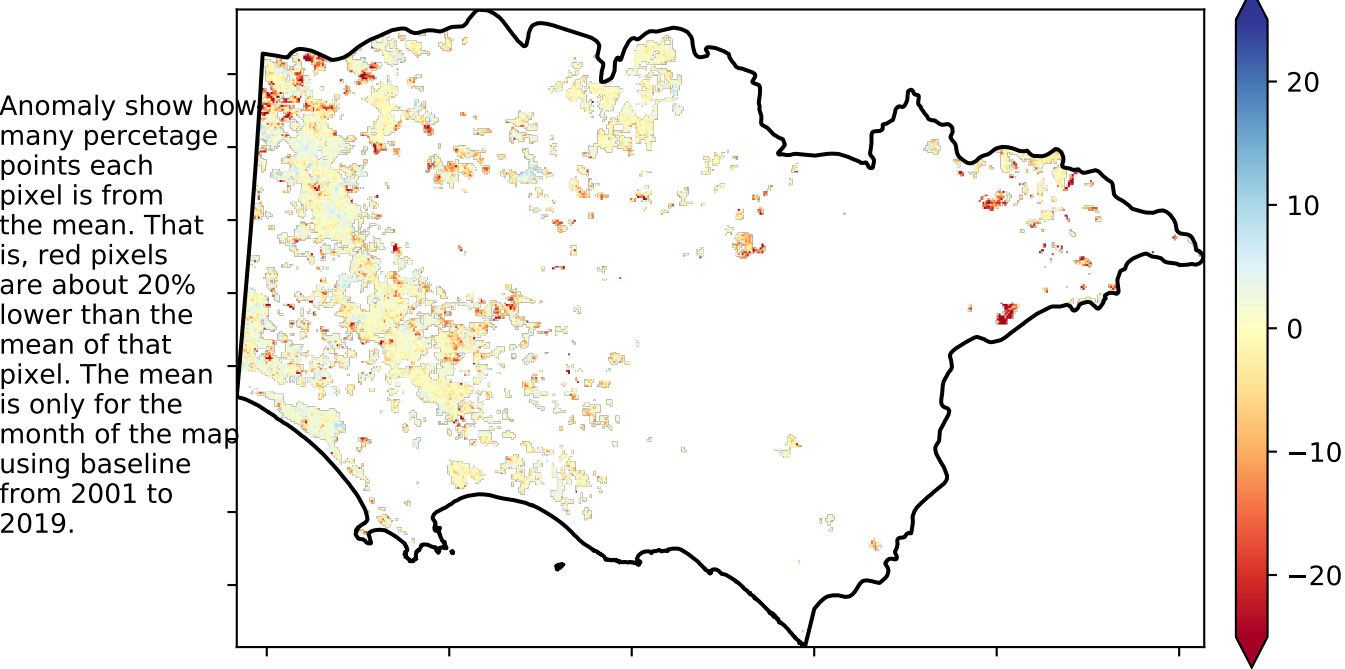 Anomaly show how
many percetage
points each
pixel is from
the mean. That
is, red pixels
are about 20%
lower than the
mean of that
pixel. The mean
is only for the
month of the map
using baseline
from 2001 to
2019.
20
10
0
−10
−20